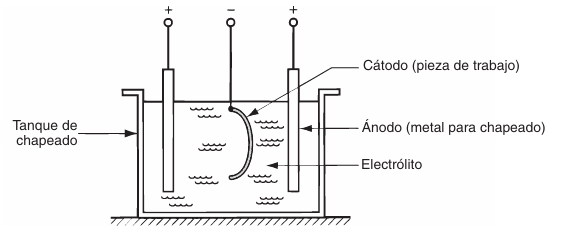 + − +
Cátodo (pieza de trabajo)
Tanque de
chapeado
Ánodo (metal para chapeado)
Electrólito